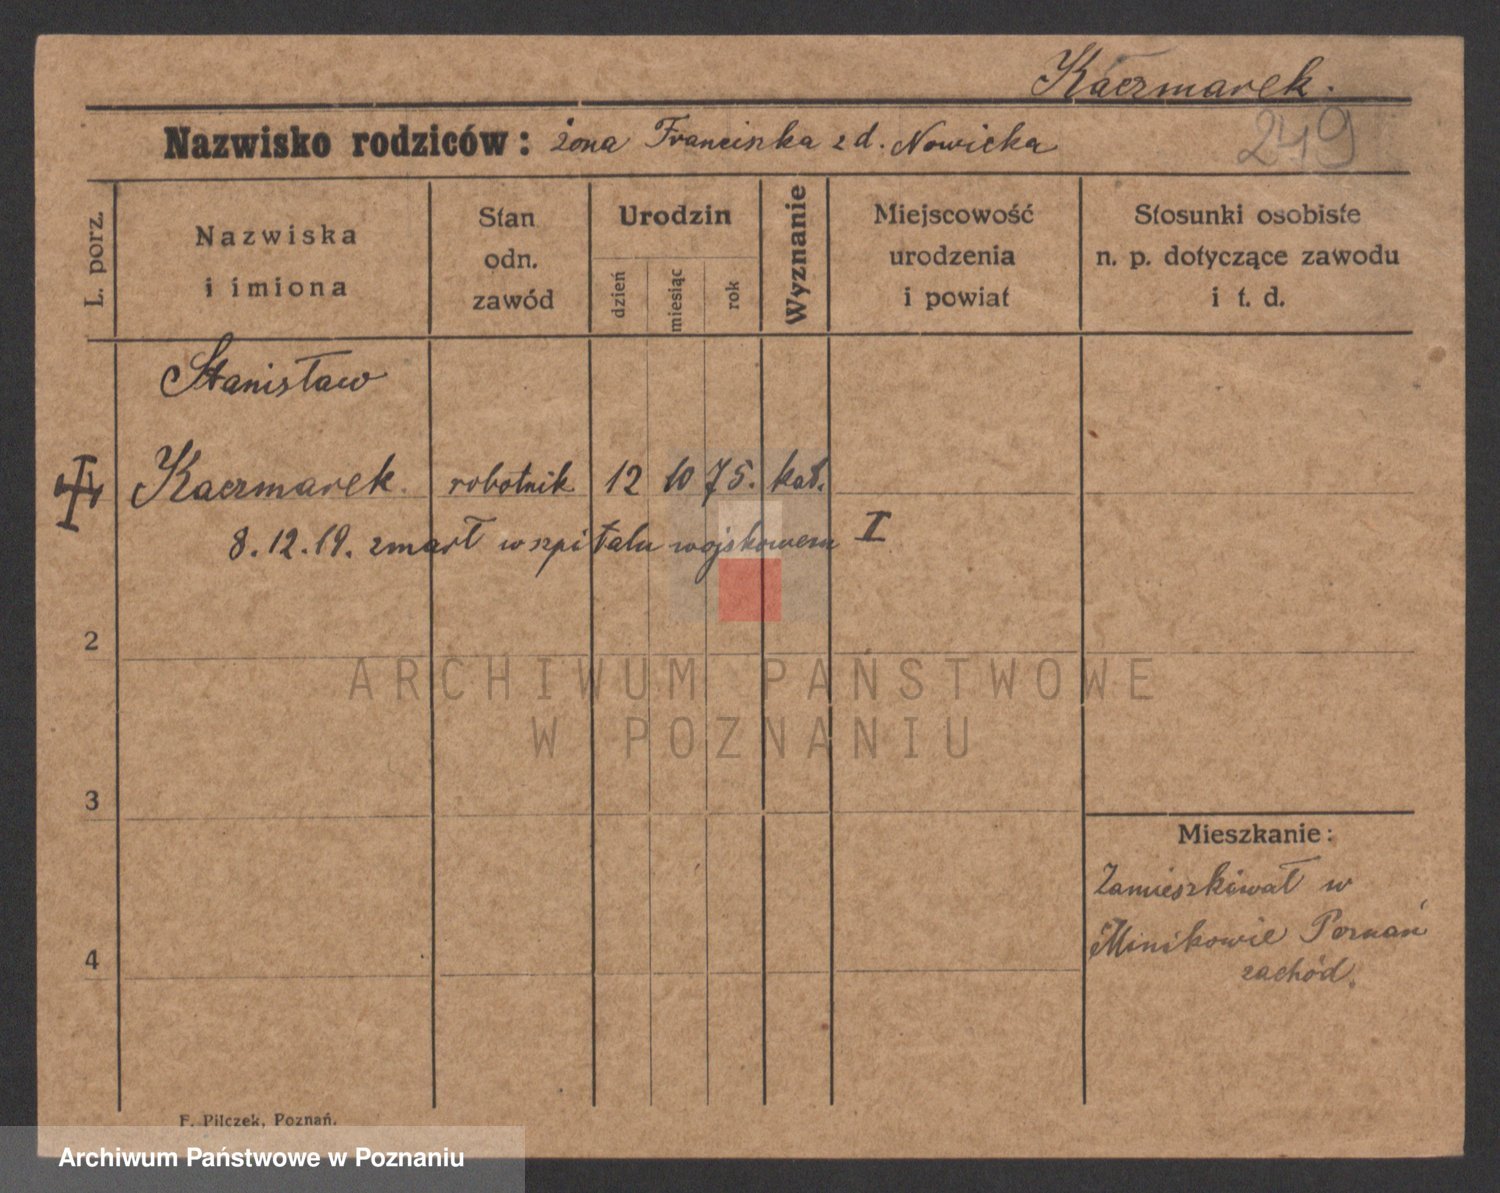 Kaczmarek.
249
Nazwisko rodziców: żona Franciszka z d. Nowicka
L. porz.
Nazwiska
i imiona
Stan
odn.
zawód
Urodzin
dzień
miesiąc
rok
Wyznanie
Miejscowość
urodzenia
i powiat
Stosunki osobiste
n. p. dotyczące zawodu
i t. d.
Stanisław
Kaczmarek. robotnik 12 10 75. kat.
8.12.19. zmarł w szpitalu wojskowem I
2
3
4
Mieszkanie:
Zamieszkiwał w
Minikowie Poznań
zachód.
F. Pilczek, Poznań.
ARCHIWUM PAŃSTWOWE
W POZNANIU
Archiwum Państwowe w Poznaniu